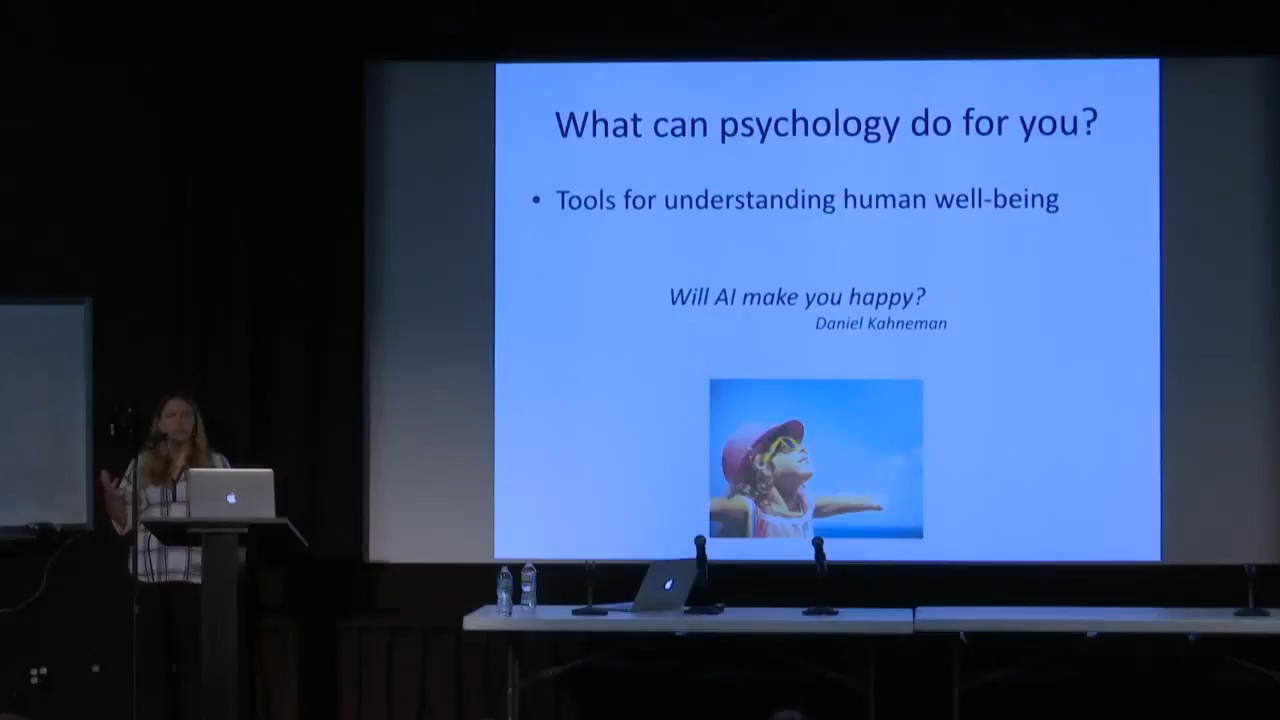 What can psychology do for you?
• Tools for understanding human well-being
Will AI make you happy?
Daniel Kahneman